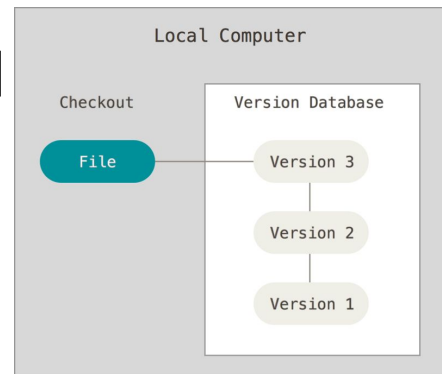 Local Computer
Checkout
Version Database
File
Version 3
Version 2
Version 1